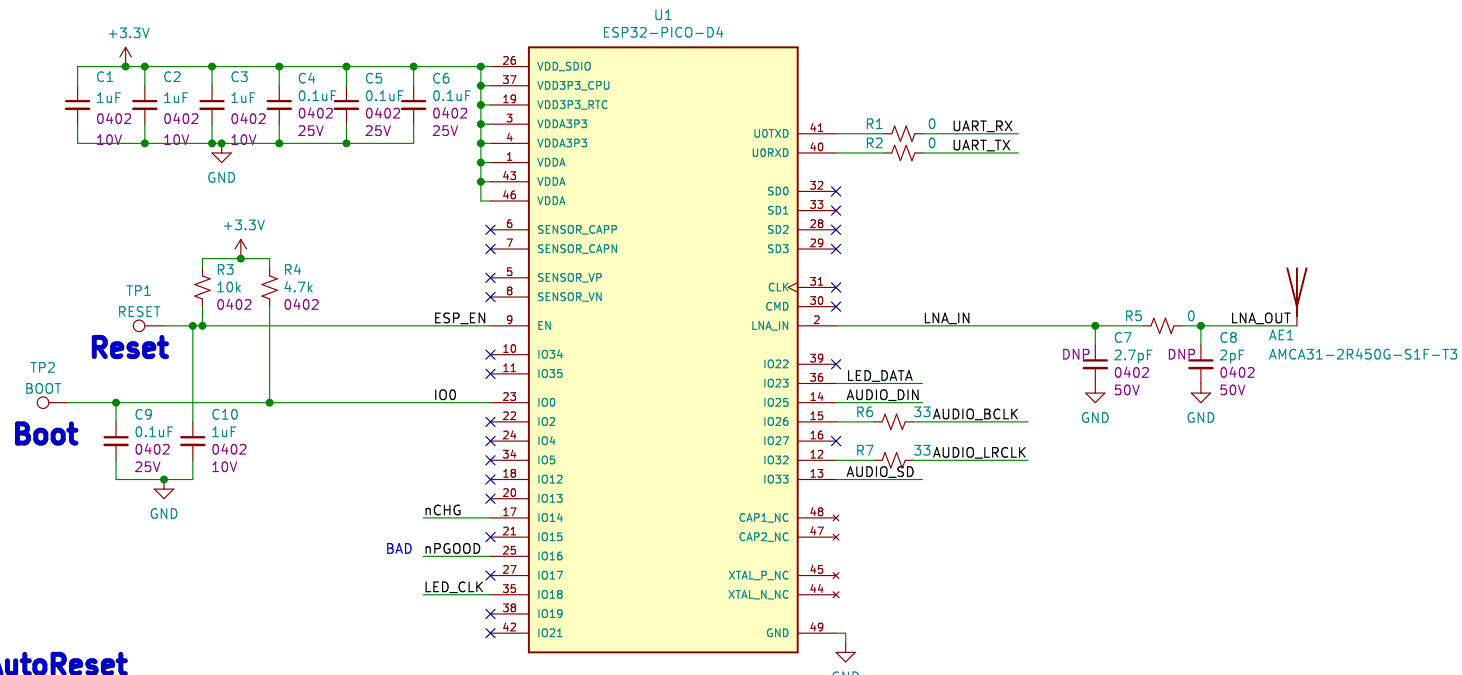 U1
ESP32-PICO-D4
+3.3V
C1
1uF
0402
10V
C2
1uF
0402
10V
C3
1uF
0402
10V
C4
0.1uF
0402
25V
C5
0.1uF
0402
25V
C6
0.1uF
0402
25V
GND
26 VDD_SDIO
37 VDD3P3_CPU
19 VDD3P3_RTC
3 VDDA3P3
4 VDDA3P3
1 VDDA
43 VDDA
46 VDDA
6 SENSOR_CAPP
7 SENSOR_CAPN
5 SENSOR_VP
8 SENSOR_VN
ESP_EN 9 EN
10 IO34
11 IO35
IO0 23 IO0
22 IO2
24 IO4
34 IO5
18 IO12
20 IO13
nCHG 17 IO14
21 IO15
BAD nPGOOD 25 IO16
27 IO17
LED_CLK 35 IO18
38 IO19
42 IO21
+3.3V
R3
10k
0402
R4
4.7k
0402
TP1
RESET
Reset
TP2
BOOT
Boot
C9
0.1uF
0402
25V
C10
1uF
0402
10V
GND
U0TXD 41 R1 0 UART_RX
U0RXD 40 R2 0 UART_TX
SD0 32
SD1 33
SD2 28
SD3 29
CLK 31
CMD 30
LNA_IN 2 LNA_IN R5 0 LNA_OUT
IO22 39
IO23 36 LED_DATA
IO25 14 AUDIO_DIN
IO26 15 R6 33 AUDIO_BCLK
IO27 16
IO32 12 R7 33 AUDIO_LRCLK
IO33 13 AUDIO_SD
CAP1_NC 48
CAP2_NC 47
XTAL_P_NC 45
XTAL_N_NC 44
GND 49
GND
DNP
C7
2.7pF
0402
50V
GND
DNP
C8
2pF
0402
50V
GND
AE1
AMCA31-2R450G-S1F-T3
AutoReset